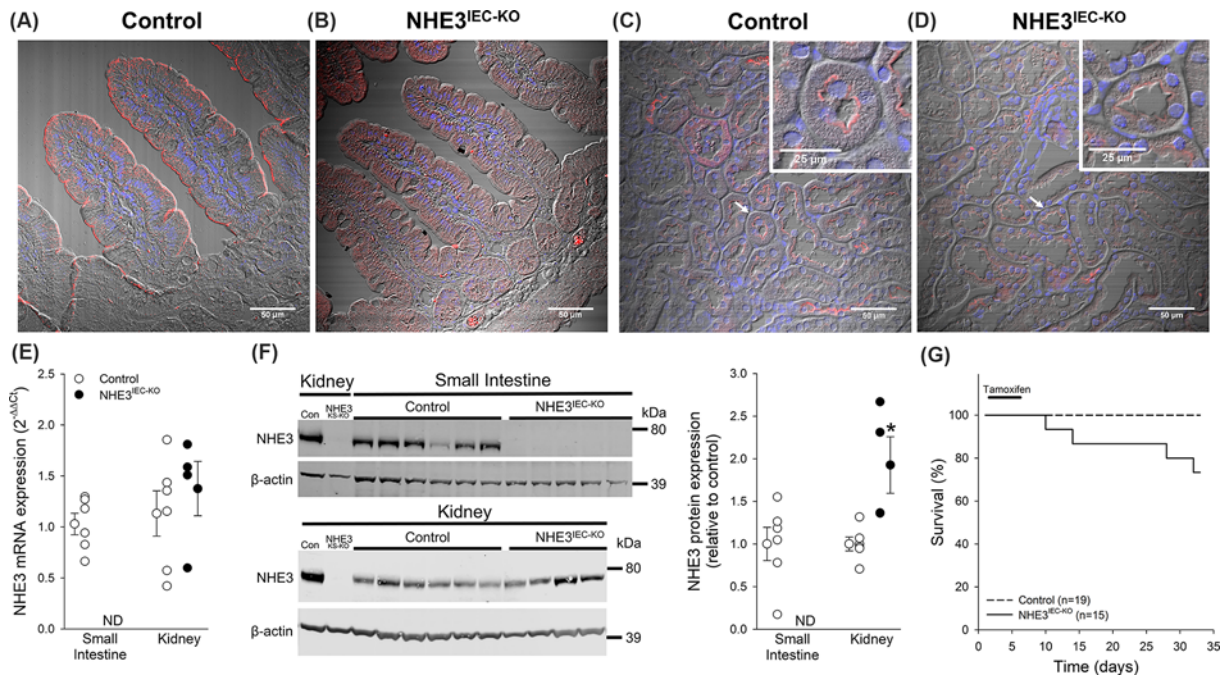 (A) Control
(B) NHE3IEC-KO
(C) Control
(D) NHE3IEC-KO
50 μm
50 μm
25 μm
50 μm
25 μm
50 μm
(E)
NHE3 mRNA expression (2-ΔΔCt)
2.5
2.0
1.5
1.0
0.5
0.0
Control
NHE3IEC-KO
ND
Small
Intestine
Kidney
(F)
Kidney
Small Intestine
Con
NHE3
KS-KO
Control
NHE3IEC-KO
kDa
NHE3
80
β-actin
39
Kidney
Con
NHE3
KS-KO
Control
NHE3IEC-KO
kDa
NHE3
80
β-actin
39
NHE3 protein expression
(relative to control)
3.0
2.5
2.0
1.5
1.0
0.5
0.0
*
ND
Small
Intestine
Kidney
(G)
Tamoxifen
Survival (%)
100
80
60
40
20
0
Control (n=19)
NHE3IEC-KO (n=15)
0 5 10 15 20 25 30 35
Time (days)